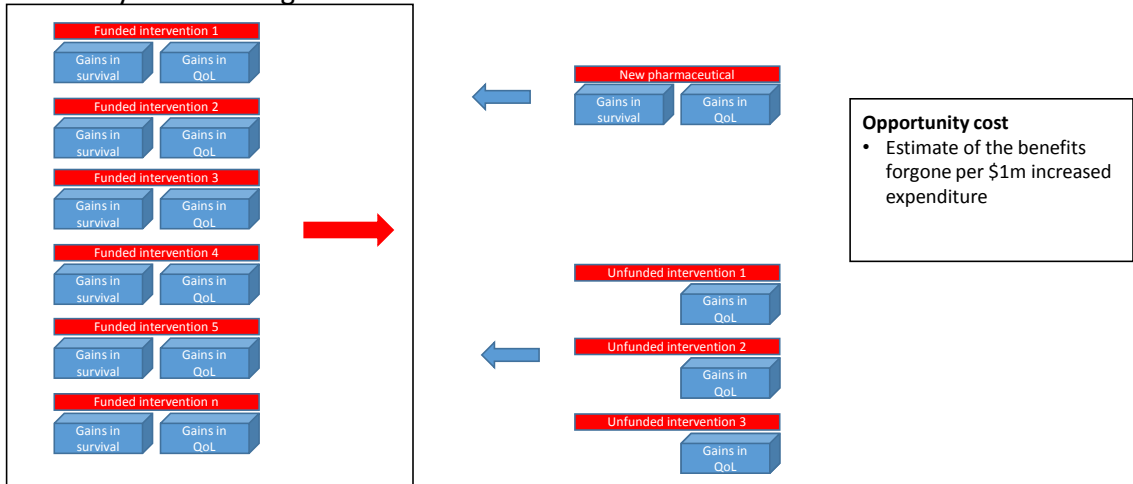 Funded intervention 1
Gains in
survival
Gains in
QoL
Funded intervention 2
Gains in
survival
Gains in
QoL
Funded intervention 3
Gains in
survival
Gains in
QoL
Funded intervention 4
Gains in
survival
Gains in
QoL
Funded intervention 5
Gains in
survival
Gains in
QoL
Funded intervention n
Gains in
survival
Gains in
QoL
New pharmaceutical
Gains in
survival
Gains in
QoL
Unfunded intervention 1
Gains in
QoL
Unfunded intervention 2
Gains in
QoL
Unfunded intervention 3
Gains in
QoL
Opportunity cost
• Estimate of the benefits
forgone per $1m increased
expenditure